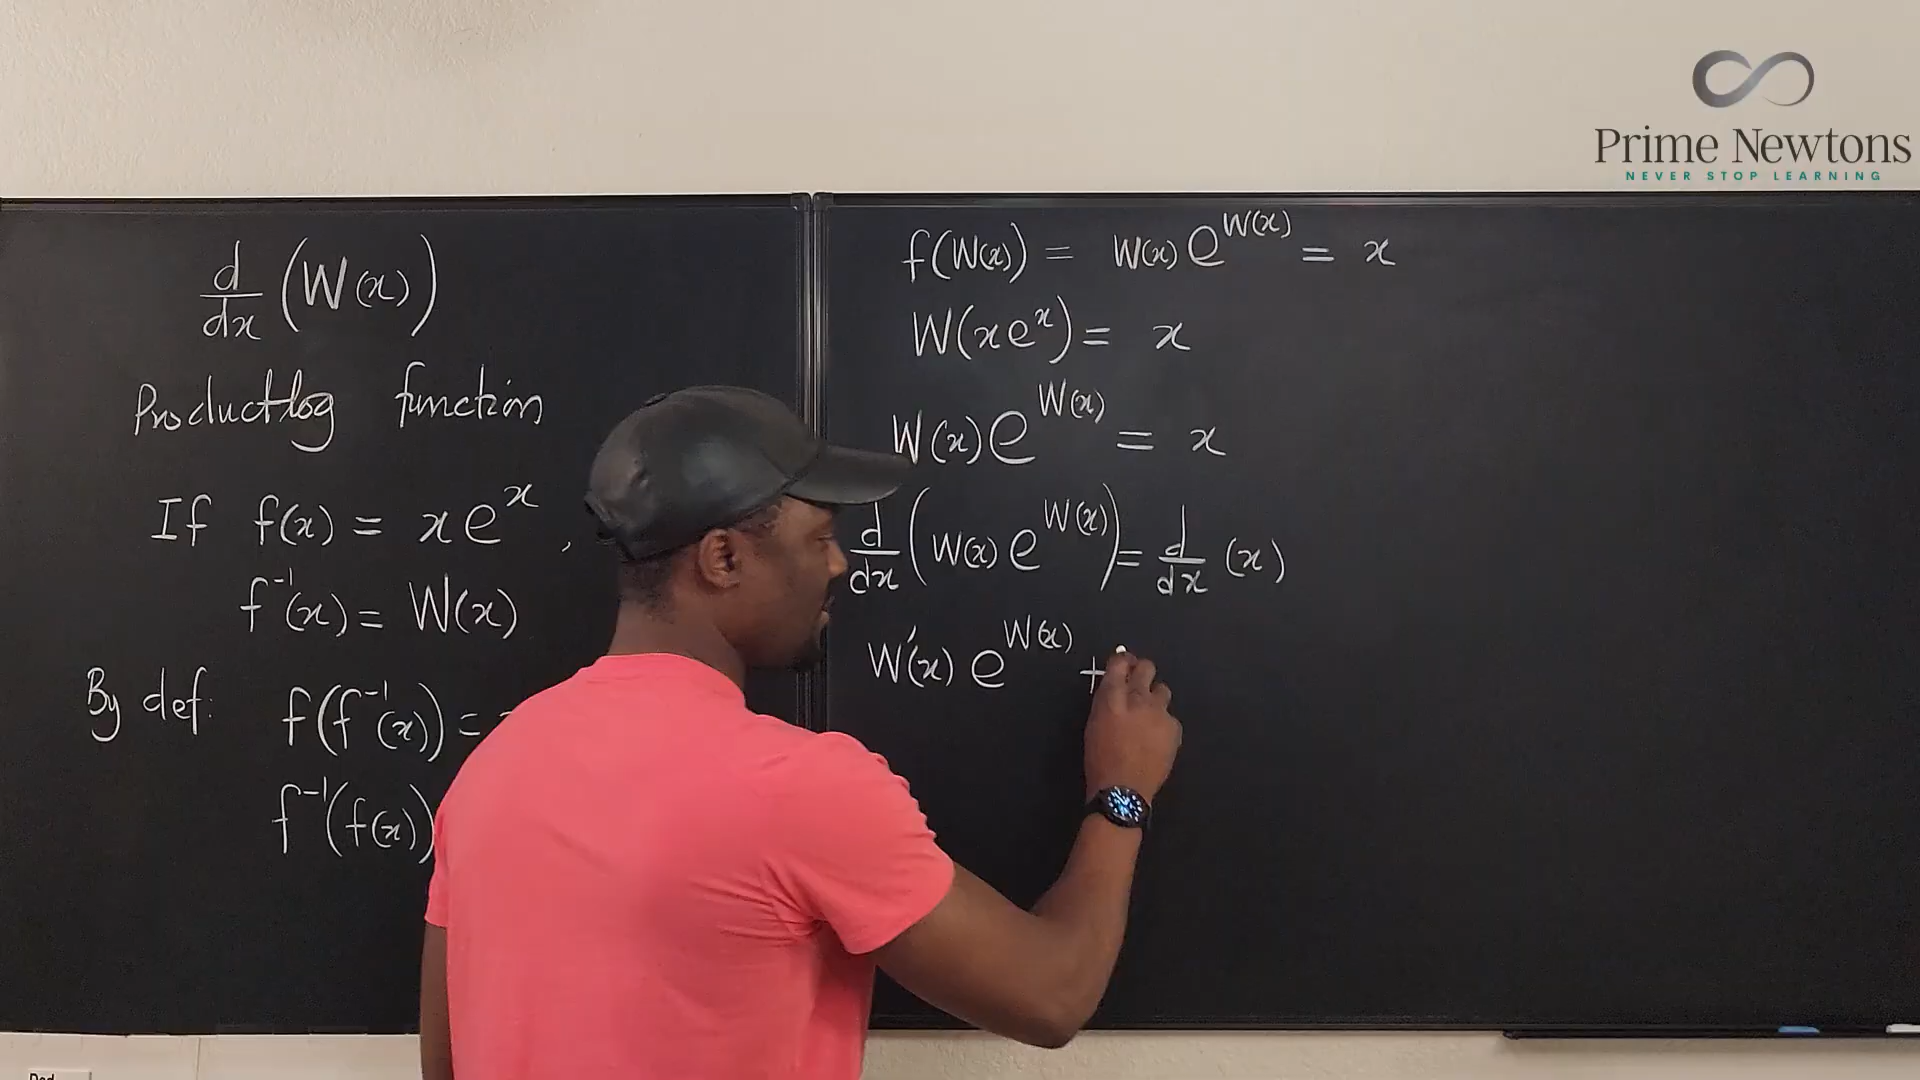 Prime Newtons
NEVER STOP LEARNING
d/dx (W(x))
Productlog function
If f(x) = xe^x ,
f^-1(x) = W(x)
By def: f(f^-1(x)) =
f^-1(f(x))
f(W(x)) = W(x) e^W(x) = x
W(xe^x) = x
W(x) e^W(x) = x
d/dx (W(x) e^W(x)) = d/dx (x)
W'(x) e^W(x) +